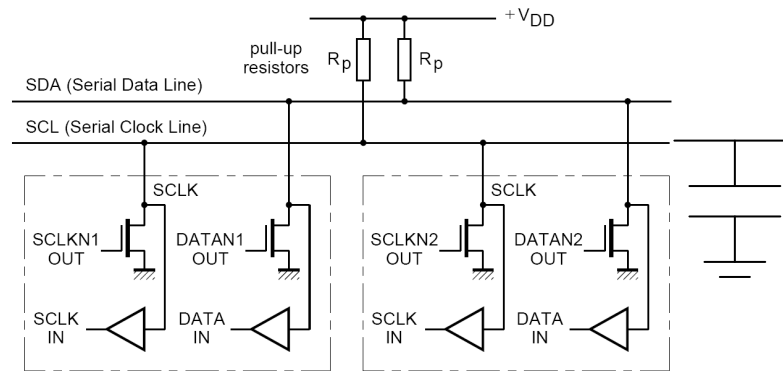 +VDD
pull-up
resistors
Rp
Rp
SDA (Serial Data Line)
SCL (Serial Clock Line)
SCLK
SCLK
SCLKN1
OUT
DATAN1
OUT
SCLKN2
OUT
DATAN2
OUT
SCLK
IN
DATA
IN
SCLK
IN
DATA
IN